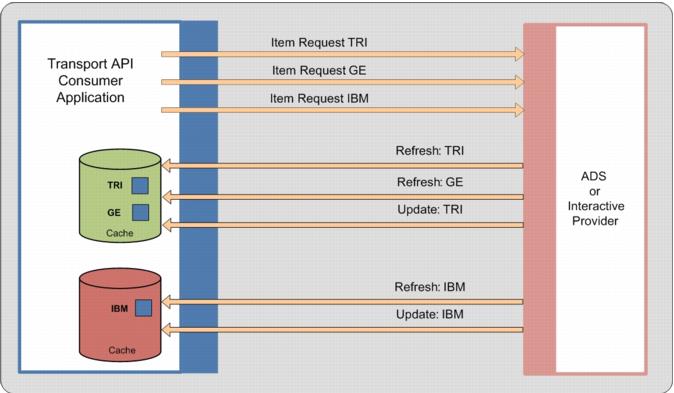 Transport API
Consumer
Application
Item Request TRI
Item Request GE
Item Request IBM
Refresh: TRI
Refresh: GE
Update: TRI
TRI
GE
Cache
Refresh: IBM
Update: IBM
IBM
Cache
ADS
or
Interactive
Provider